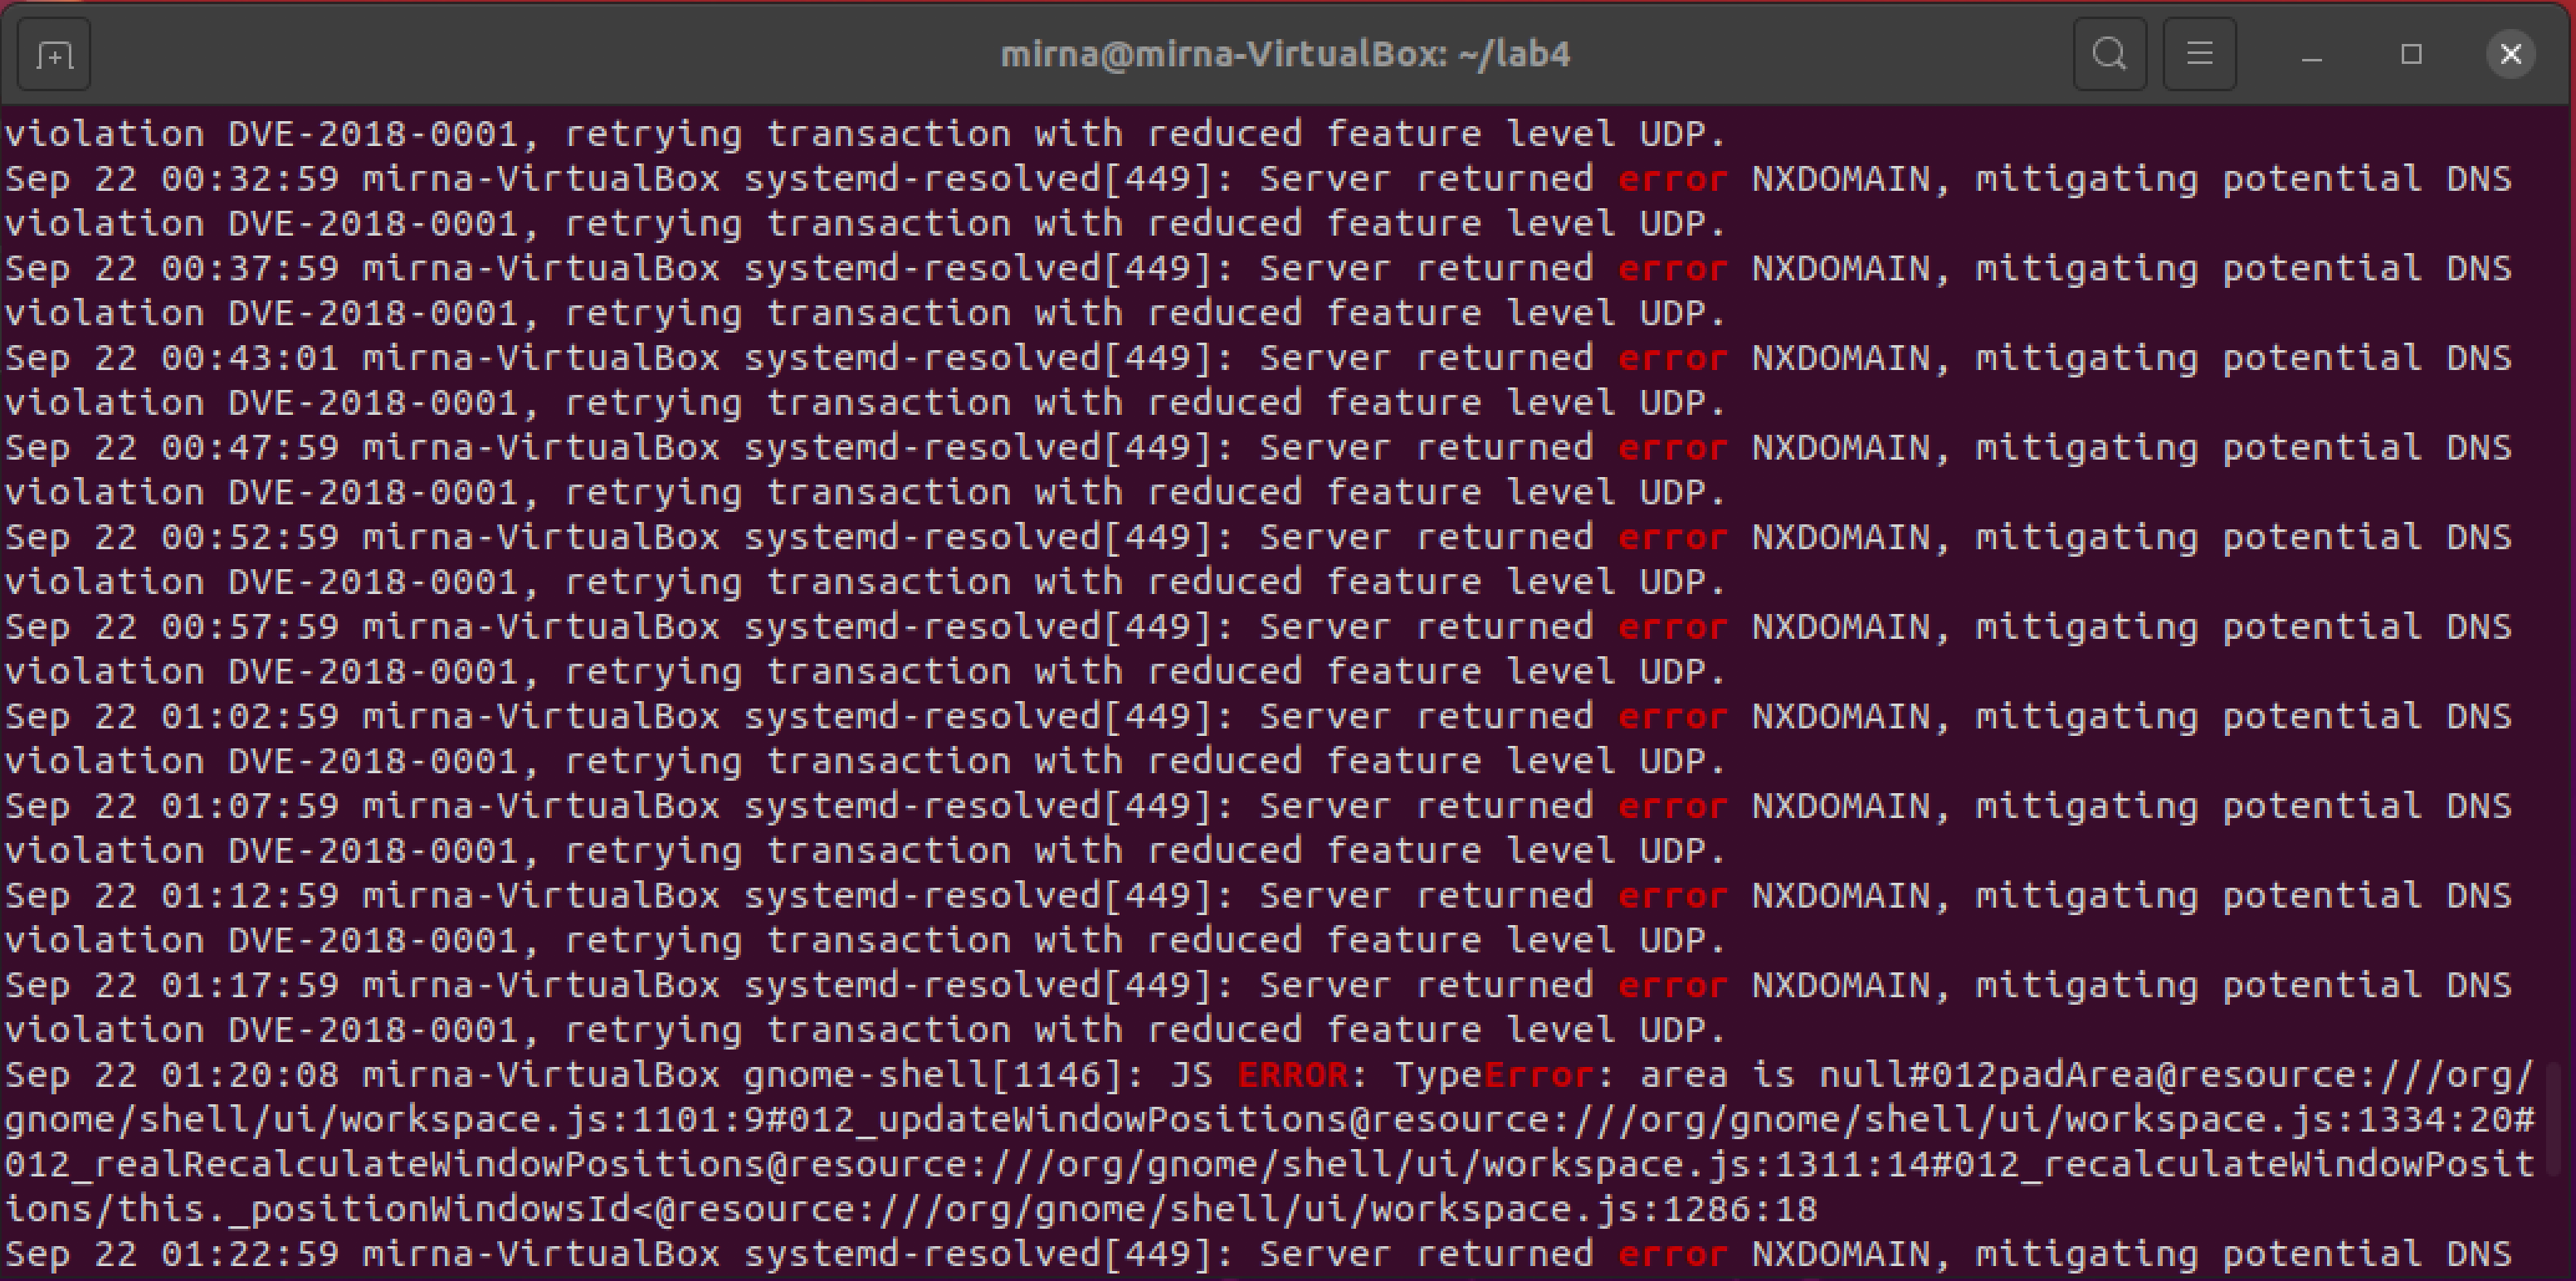 mirna@mirna-VirtualBox: ~/lab4
violation DVE-2018-0001, retrying transaction with reduced feature level UDP.
Sep 22 00:32:59 mirna-VirtualBox systemd-resolved[449]: Server returned error NXDOMAIN, mitigating potential DNS
violation DVE-2018-0001, retrying transaction with reduced feature level UDP.
Sep 22 00:37:59 mirna-VirtualBox systemd-resolved[449]: Server returned error NXDOMAIN, mitigating potential DNS
violation DVE-2018-0001, retrying transaction with reduced feature level UDP.
Sep 22 00:43:01 mirna-VirtualBox systemd-resolved[449]: Server returned error NXDOMAIN, mitigating potential DNS
violation DVE-2018-0001, retrying transaction with reduced feature level UDP.
Sep 22 00:47:59 mirna-VirtualBox systemd-resolved[449]: Server returned error NXDOMAIN, mitigating potential DNS
violation DVE-2018-0001, retrying transaction with reduced feature level UDP.
Sep 22 00:52:59 mirna-VirtualBox systemd-resolved[449]: Server returned error NXDOMAIN, mitigating potential DNS
violation DVE-2018-0001, retrying transaction with reduced feature level UDP.
Sep 22 00:57:59 mirna-VirtualBox systemd-resolved[449]: Server returned error NXDOMAIN, mitigating potential DNS
violation DVE-2018-0001, retrying transaction with reduced feature level UDP.
Sep 22 01:02:59 mirna-VirtualBox systemd-resolved[449]: Server returned error NXDOMAIN, mitigating potential DNS
violation DVE-2018-0001, retrying transaction with reduced feature level UDP.
Sep 22 01:07:59 mirna-VirtualBox systemd-resolved[449]: Server returned error NXDOMAIN, mitigating potential DNS
violation DVE-2018-0001, retrying transaction with reduced feature level UDP.
Sep 22 01:12:59 mirna-VirtualBox systemd-resolved[449]: Server returned error NXDOMAIN, mitigating potential DNS
violation DVE-2018-0001, retrying transaction with reduced feature level UDP.
Sep 22 01:17:59 mirna-VirtualBox systemd-resolved[449]: Server returned error NXDOMAIN, mitigating potential DNS
violation DVE-2018-0001, retrying transaction with reduced feature level UDP.
Sep 22 01:20:08 mirna-VirtualBox gnome-shell[1146]: JS ERROR: TypeError: area is null#012padArea@resource:///org/
gnome/shell/ui/workspace.js:1101:9#012_updateWindowPositions@resource:///org/gnome/shell/ui/workspace.js:1334:20#
012_realRecalculateWindowPositions@resource:///org/gnome/shell/ui/workspace.js:1311:14#012_recalculateWindowPosit
ions/this._positionWindowsId<@resource:///org/gnome/shell/ui/workspace.js:1286:18
Sep 22 01:22:59 mirna-VirtualBox systemd-resolved[449]: Server returned error NXDOMAIN, mitigating potential DNS